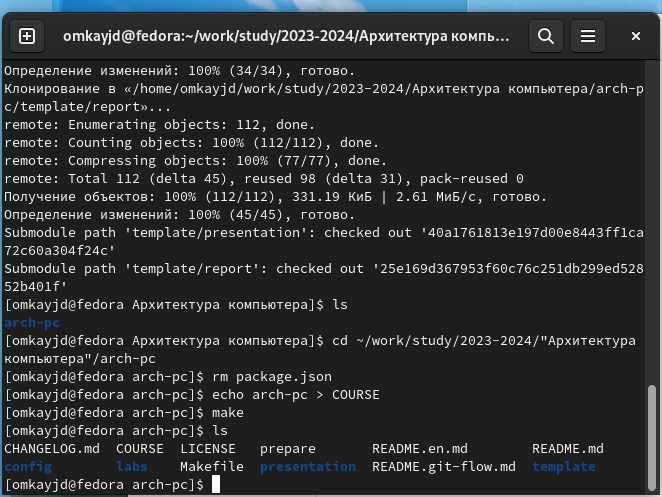 omkayjd@fedora:~/work/study/2023-2024/Архитектура компь...
Определение изменений: 100% (34/34), готово.
Клонирование в «/home/omkayjd/work/study/2023-2024/Архитектура компьютера/arch-p
c/template/report»...
remote: Enumerating objects: 112, done.
remote: Counting objects: 100% (112/112), done.
remote: Compressing objects: 100% (77/77), done.
remote: Total 112 (delta 45), reused 98 (delta 31), pack-reused 0
Получение объектов: 100% (112/112), 331.19 КиБ | 2.61 МиБ/с, готово.
Определение изменений: 100% (45/45), готово.
Submodule path 'template/presentation': checked out '40a1761813e197d00e8443ff1ca
72c60a304f24c'
Submodule path 'template/report': checked out '25e169d367953f60c76c251db299ed528
52b401f'
[omkayjd@fedora Архитектура компьютера]$ ls
arch-pc
[omkayjd@fedora Архитектура компьютера]$ cd ~/work/study/2023-2024/"Архитектура
компьютера"/arch-pc
[omkayjd@fedora arch-pc]$ rm package.json
[omkayjd@fedora arch-pc]$ echo arch-pc > COURSE
[omkayjd@fedora arch-pc]$ make
[omkayjd@fedora arch-pc]$ ls
CHANGELOG.md  COURSE  LICENSE   prepare       README.en.md        README.md
config        labs    Makefile  presentation  README.git-flow.md  template
[omkayjd@fedora arch-pc]$